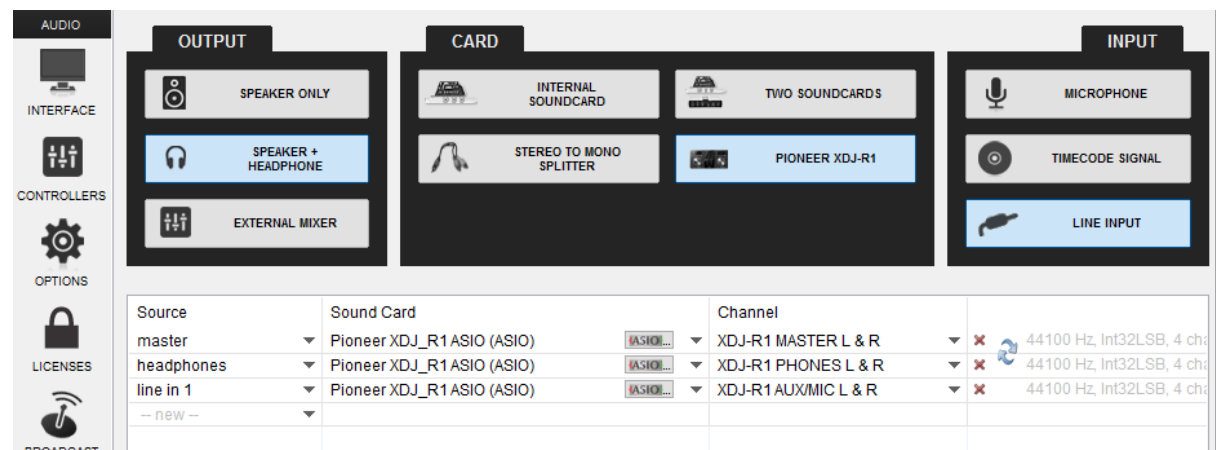 AUDIO
INTERFACE
CONTROLLERS
OPTIONS
LICENSES
BROADCAST
OUTPUT
SPEAKER ONLY
SPEAKER +
HEADPHONE
EXTERNAL MIXER
CARD
INTERNAL
SOUNDCARD
TWO SOUNDCARDS
STEREO TO MONO
SPLITTER
PIONEER XDJ-R1
INPUT
MICROPHONE
TIMECODE SIGNAL
LINE INPUT
Source Sound Card Channel
master Pioneer XDJ_R1 ASIO (ASIO) ASIO... XDJ-R1 MASTER L & R 44100 Hz, Int32LSB, 4 cha
headphones Pioneer XDJ_R1 ASIO (ASIO) ASIO... XDJ-R1 PHONES L & R 44100 Hz, Int32LSB, 4 cha
line in 1 Pioneer XDJ_R1 ASIO (ASIO) ASIO... XDJ-R1 AUX/MIC L & R 44100 Hz, Int32LSB, 4 cha
-- new --